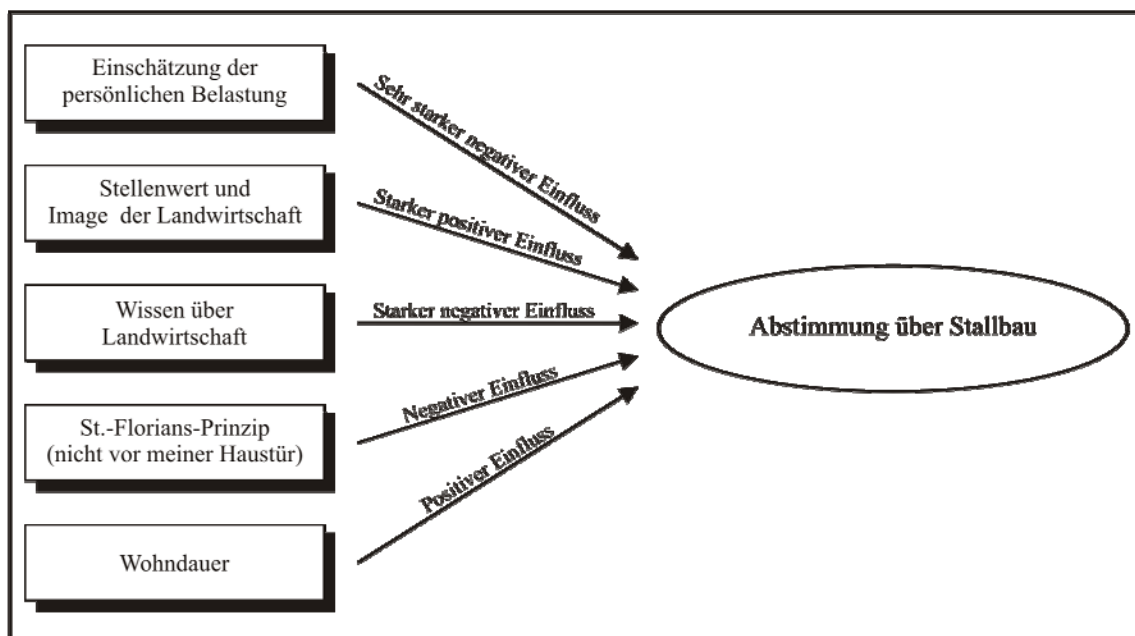 Einschätzung der
persönlichen Belastung
Sehr starker negativer Einfluss
Stellenwert und
Image der Landwirtschaft
Starker positiver Einfluss
Wissen über
Landwirtschaft
Starker negativer Einfluss
St.-Florians-Prinzip
(nicht vor meiner Haustür)
Negativer Einfluss
Wohndauer
Positiver Einfluss
Abstimmung über Stallbau